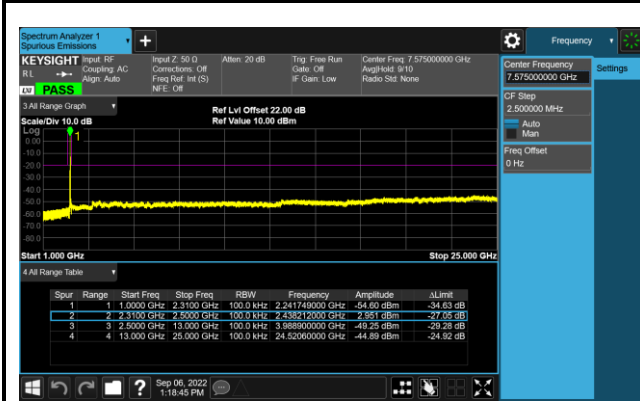 Spectrum Analyzer 1
Spurious Emissions
Frequency
KEYSIGHT Input: RF Input Z: 50 Ω Atten: 20 dB Trig: Free Run Center Freq: 7.575000000 GHz
R L Coupling: AC Corrections: Off Gate: Off Avg|Hold: 9/10
Align: Auto Freq Ref: Int (S) IF Gain: Low Radio Std: None
LXI PASS NFE: Off
Center Frequency
7.575000000 GHz
Settings
CF Step
2.500000 MHz
Auto
Man
Freq Offset
0 Hz
3 All Range Graph
Ref Lvl Offset 22.00 dB
Scale/Div 10.0 dB Ref Value 10.00 dBm
Log
1
0.00
-10.0
-20.0
-30.0
-40.0
-50.0
-60.0
-70.0
-80.0
Start 1.000 GHz Stop 25.000 GHz
4 All Range Table
Spur Range Start Freq Stop Freq RBW Frequency Amplitude ΔLimit
1 1 1.0000 GHz 2.3100 GHz 100.0 kHz 2.241749000 GHz -54.60 dBm -34.63 dB
2 2 2.3100 GHz 2.5000 GHz 100.0 kHz 2.438212000 GHz 2.951 dBm -27.05 dB
3 3 2.5000 GHz 13.000 GHz 100.0 kHz 3.988900000 GHz -49.25 dBm -29.28 dB
4 4 13.000 GHz 25.000 GHz 100.0 kHz 24.52060000 GHz -44.89 dBm -24.92 dB
Sep 06, 2022
1:18:45 PM